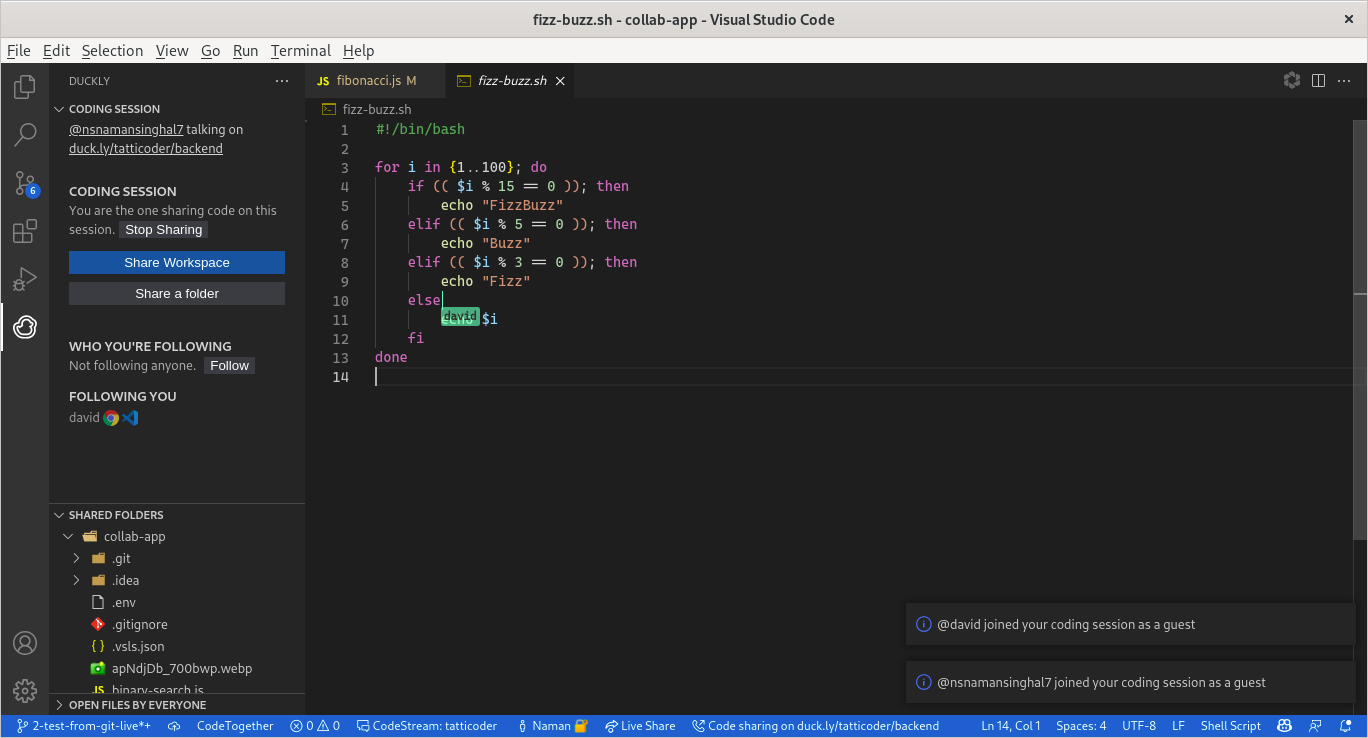 fizz-buzz.sh - collab-app - Visual Studio Code
File Edit Selection View Go Run Terminal Help
DUCKLY
CODING SESSION
@nsnamansinghal7 talking on
duck.ly/tatticoder/backend
CODING SESSION
You are the one sharing code on this
session. Stop Sharing
Share Workspace
Share a folder
WHO YOU'RE FOLLOWING
Not following anyone. Follow
FOLLOWING YOU
david
6
SHARED FOLDERS
collab-app
.git
.idea
.env
.gitignore
{ } .vsls.json
apNdjDb_700bwp.webp
JS binary-search.js
OPEN FILES BY EVERYONE
JS fibonacci.js M fizz-buzz.sh
fizz-buzz.sh
1 #!/bin/bash
2
3 for i in {1..100}; do
4 if (( $i % 15 == 0 )); then
5 echo "FizzBuzz"
6 elif (( $i % 5 == 0 )); then
7 echo "Buzz"
8 elif (( $i % 3 == 0 )); then
9 echo "Fizz"
10 else
david
11 echo $i
12 fi
13 done
14
@david joined your coding session as a guest
@nsnamansinghal7 joined your coding session as a guest
2-test-from-git-live*+ CodeTogether 0 0 CodeStream: tatticoder Naman Live Share Code sharing on duck.ly/tatticoder/backend Ln 14, Col 1 Spaces: 4 UTF-8 LF Shell Script